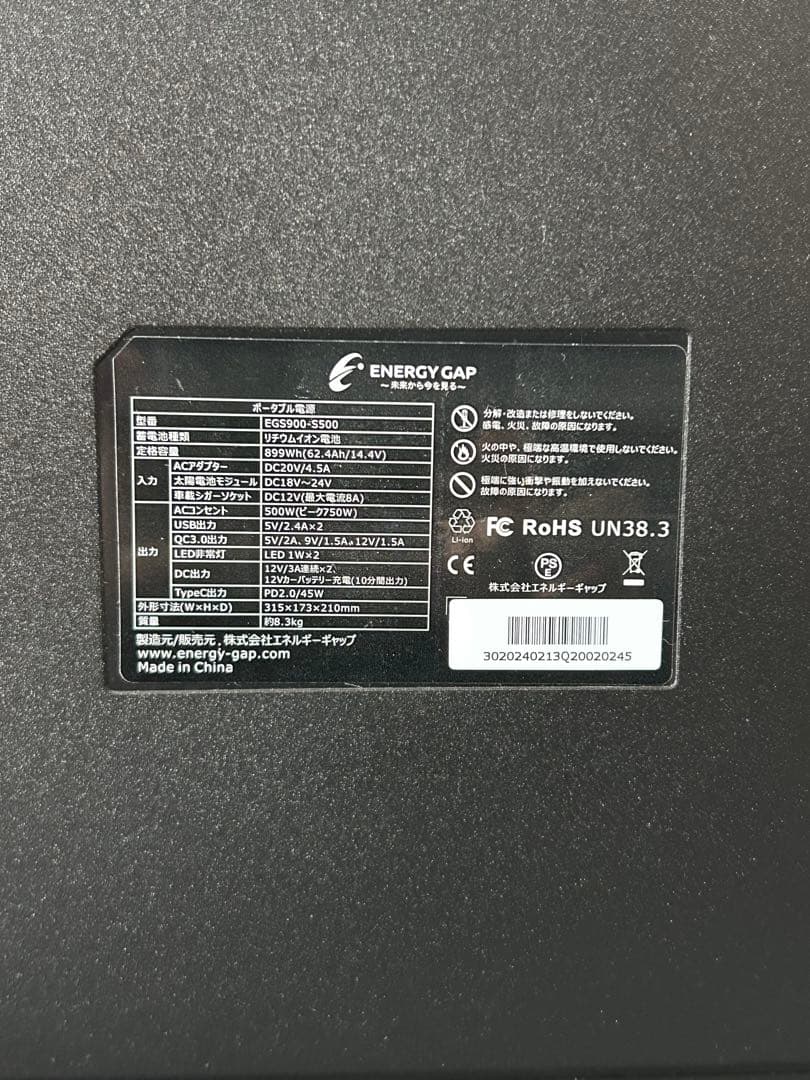 ENERGY GAP
～未来から今を見る～
ポータブル電源
型番 EGS900-S500
蓄電池種類 リチウムイオン電池
定格容量 899Wh(62.4Ah/14.4V)
入力 ACアダプター DC20V/4.5A
太陽電池モジュール DC18V～24V
車載シガーソケット DC12V(最大電流8A)
出力 ACコンセント 500W(ピーク750W)
USB出力 5V/2.4A×2
QC3.0出力 5V/2A、9V/1.5A、12V/1.5A
LED非常灯 LED 1W×2
DC出力 12V/3A連続×2、
12Vカーバッテリー充電(10分間出力)
TypeC出力 PD2.0/45W
外形寸法(W×H×D) 315×173×210mm
質量 約8.3kg
製造元/販売元、株式会社エネルギーギャップ
www.energy-gap.com
Made in China
分解・改造または修理をしないでください。
感電、火災、故障の原因になります。
火の中や、極端な高温環境で使用しないでください。
火災の原因になります。
極端に強い衝撃や振動を加えないでください。
故障の原因になります。
Li-ion
FC RoHS UN38.3
CE PSE
株式会社エネルギーギャップ
3020240213Q20020245